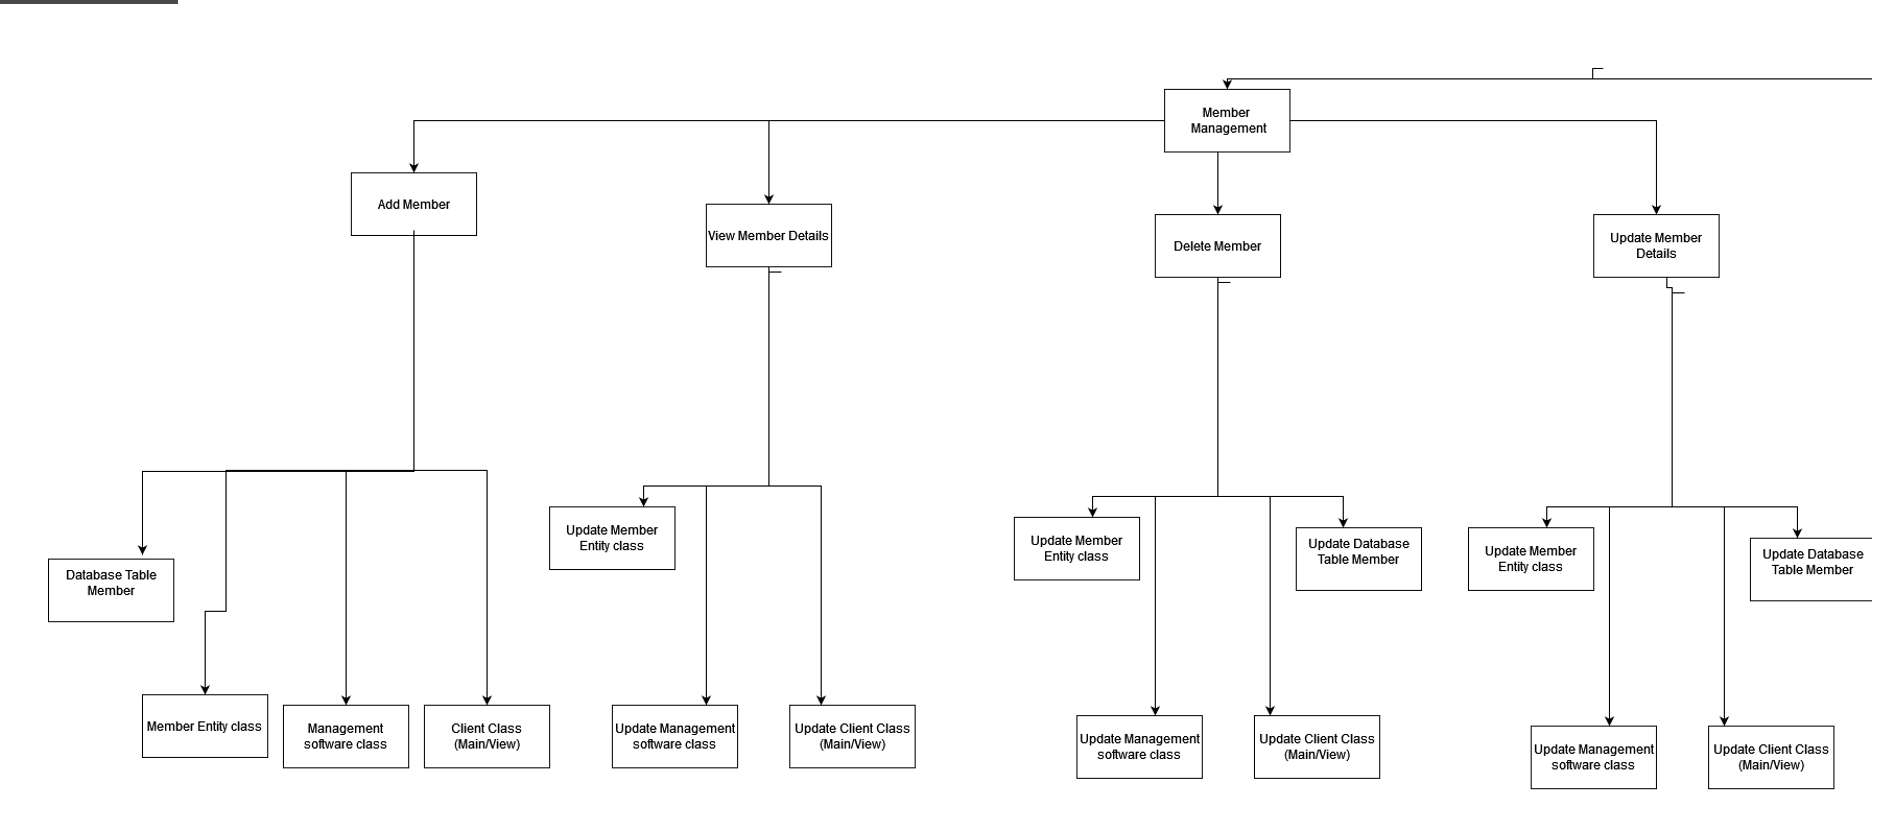 Member
Management
Add Member
View Member Details
Delete Member
Update Member
Details
Database Table
Member
Member Entity class
Management
software class
Client Class
(Main/View)
Update Member
Entity class
Update Management
software class
Update Client Class
(Main/View)
Update Member
Entity class
Update Management
software class
Update Client Class
(Main/View)
Update Database
Table Member
Update Member
Entity class
Update Management
software class
Update Client Class
(Main/View)
Update Database
Table Member